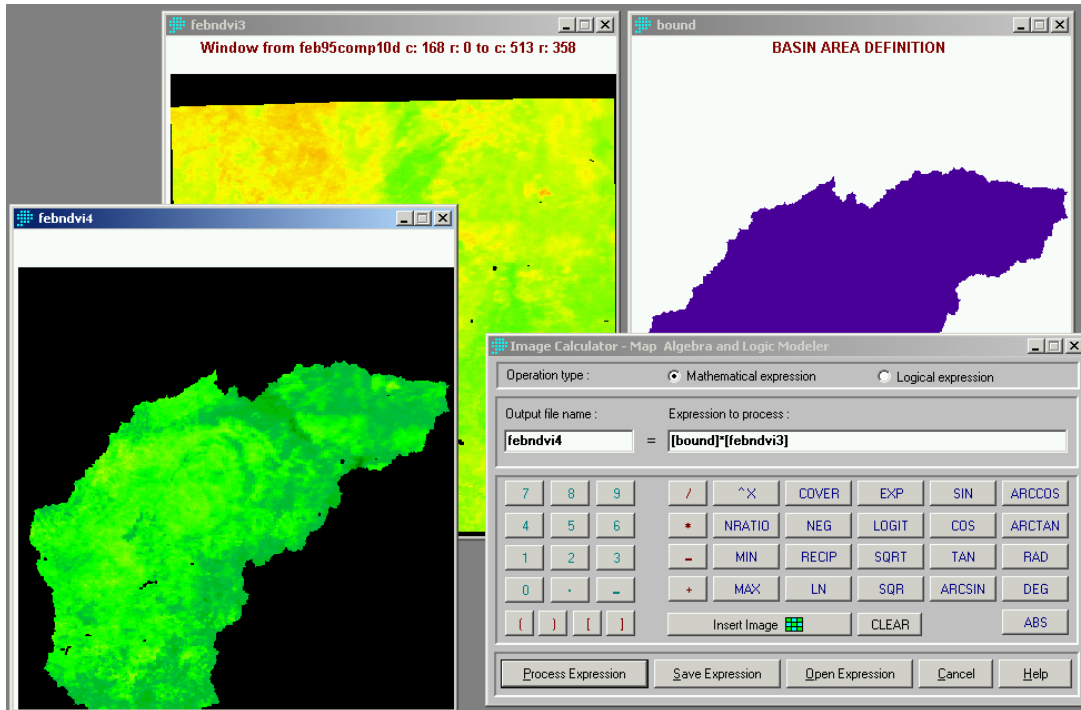 febndvi3
Window from feb95comp10d c: 168 r: 0 to c: 513 r: 358
bound
BASIN AREA DEFINITION
febndvi4
Image Calculator - Map Algebra and Logic Modeler
Operation type : Mathematical expression Logical expression
Output file name : Expression to process :
febndvi4 = [bound]*[febndvi3]
7 8 9 / ^X COVER EXP SIN ARCCOS
4 5 6 * NRATIO NEG LOGIT COS ARCTAN
1 2 3 - MIN RECIP SQRT TAN RAD
0 . - + MAX LN SQR ARCSIN DEG
( ) [ ] Insert Image CLEAR ABS
Process Expression Save Expression Open Expression Cancel Help